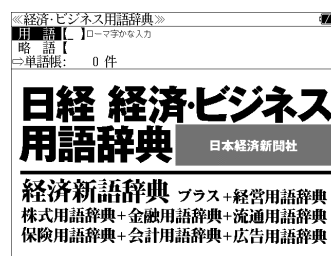 ≪経済・ビジネス用語辞典≫
用 語【_ 】ローマ字かな入力
略 語【
⇨単語帳: 0 件
日経 経済・ビジネス
用語辞典 日本経済新聞社
経済新語辞典 プラス+経営用語辞典
株式用語辞典+金融用語辞典+流通用語辞典
保険用語辞典+会計用語辞典+広告用語辞典